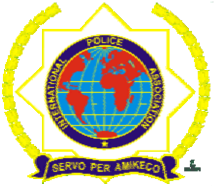 INTERNATIONAL POLICE ASSOCIATION
SERVO PER AMIKECO